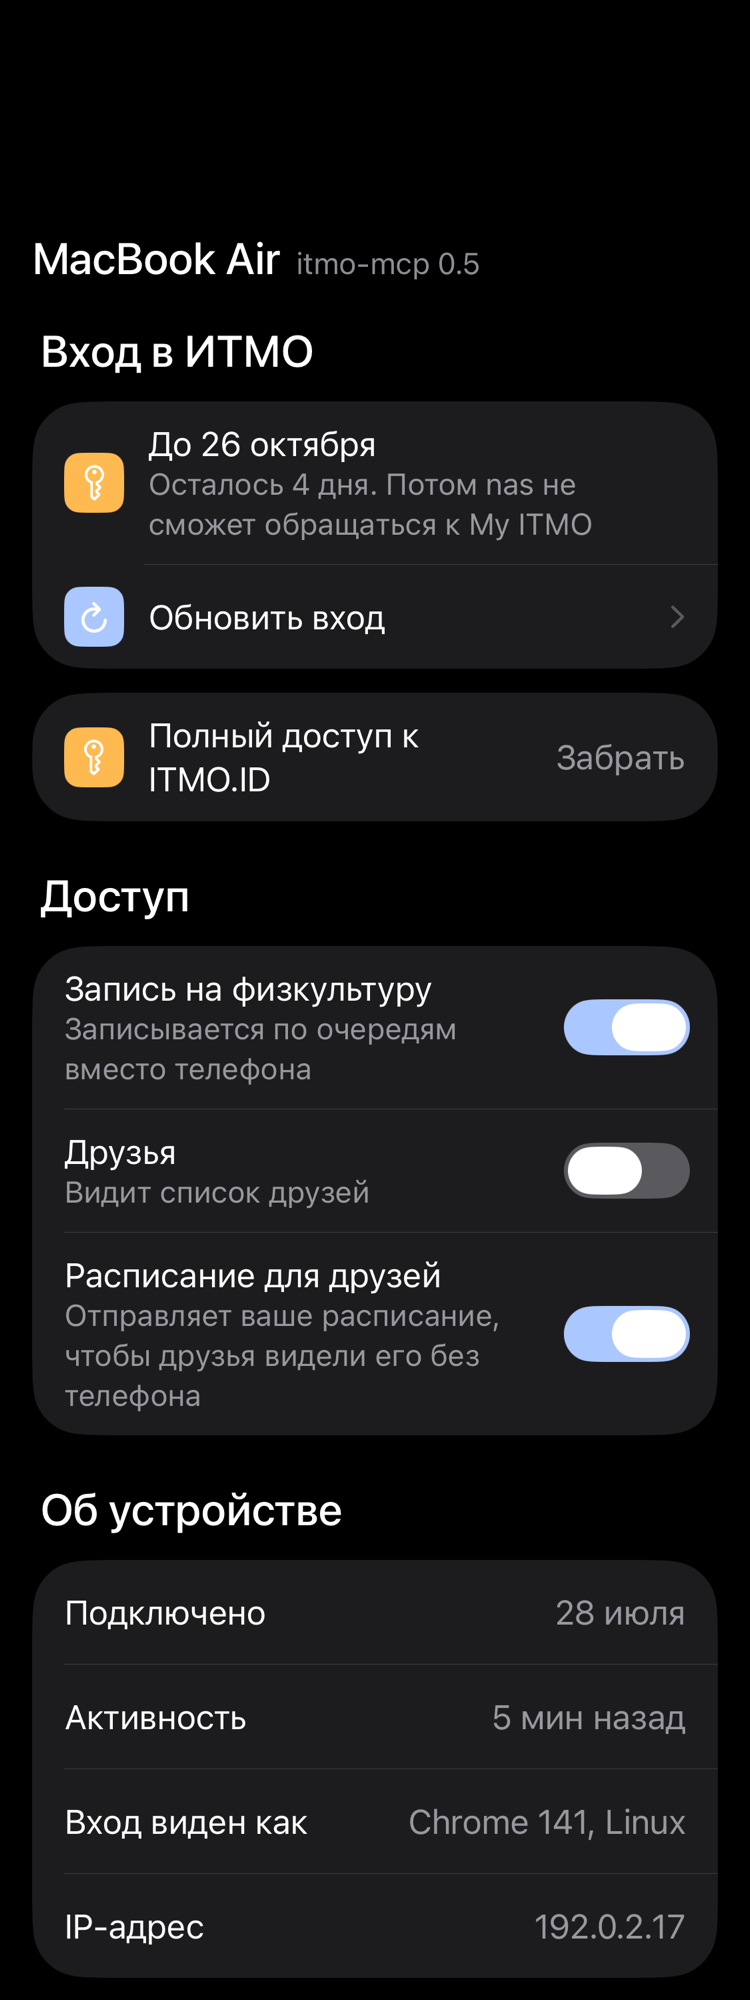 MacBook Air itmo-mcp 0.5
Вход в ИТМО
До 26 октября
Осталось 4 дня. Потом nas не
сможет обращаться к My ITMO
Обновить вход
Полный доступ к
ITMO.ID
Забрать
Доступ
Запись на физкультуру
Записывается по очередям
вместо телефона
Друзья
Видит список друзей
Расписание для друзей
Отправляет ваше расписание,
чтобы друзья видели его без
телефона
Об устройстве
Подключено 28 июля
Активность 5 мин назад
Вход виден как Chrome 141, Linux
IP-адрес 192.0.2.17